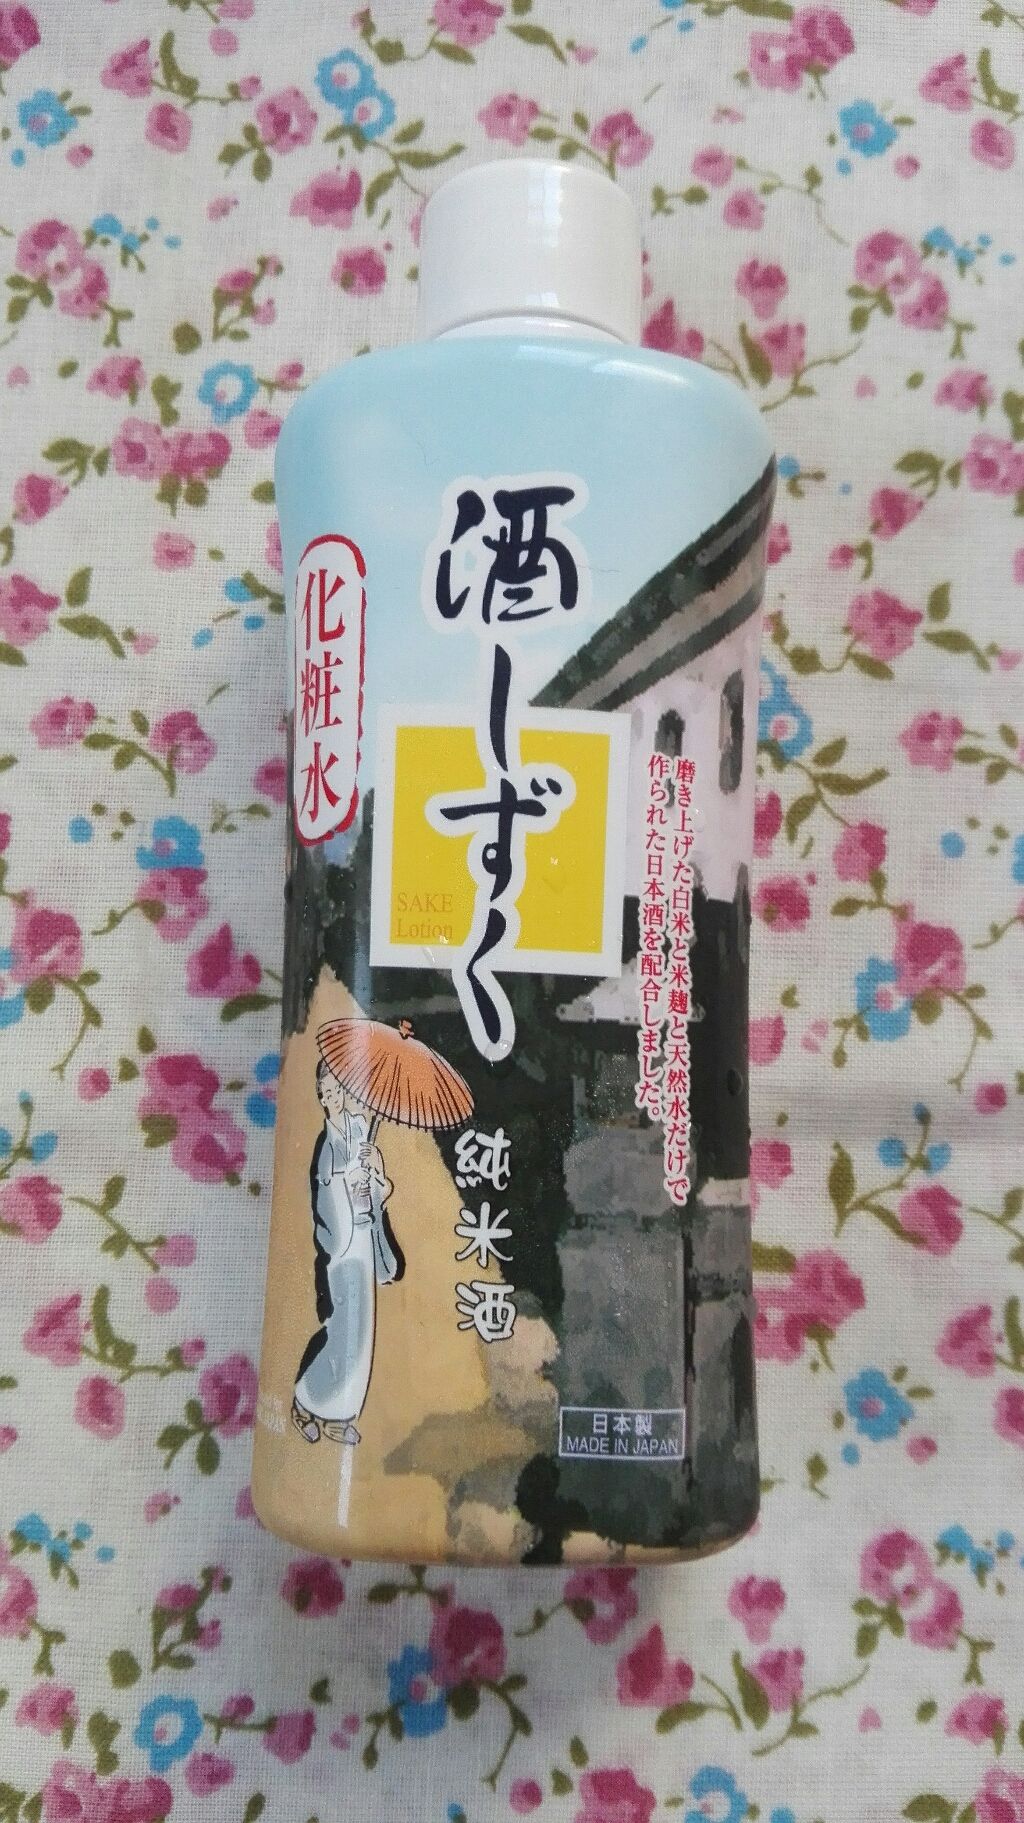 酒しずく
化粧水
SAKE
Lotion
磨き上げた白米と米麹と天然水だけで
作られた日本酒を配合しました。
純米酒
日本製
MADE IN JAPAN